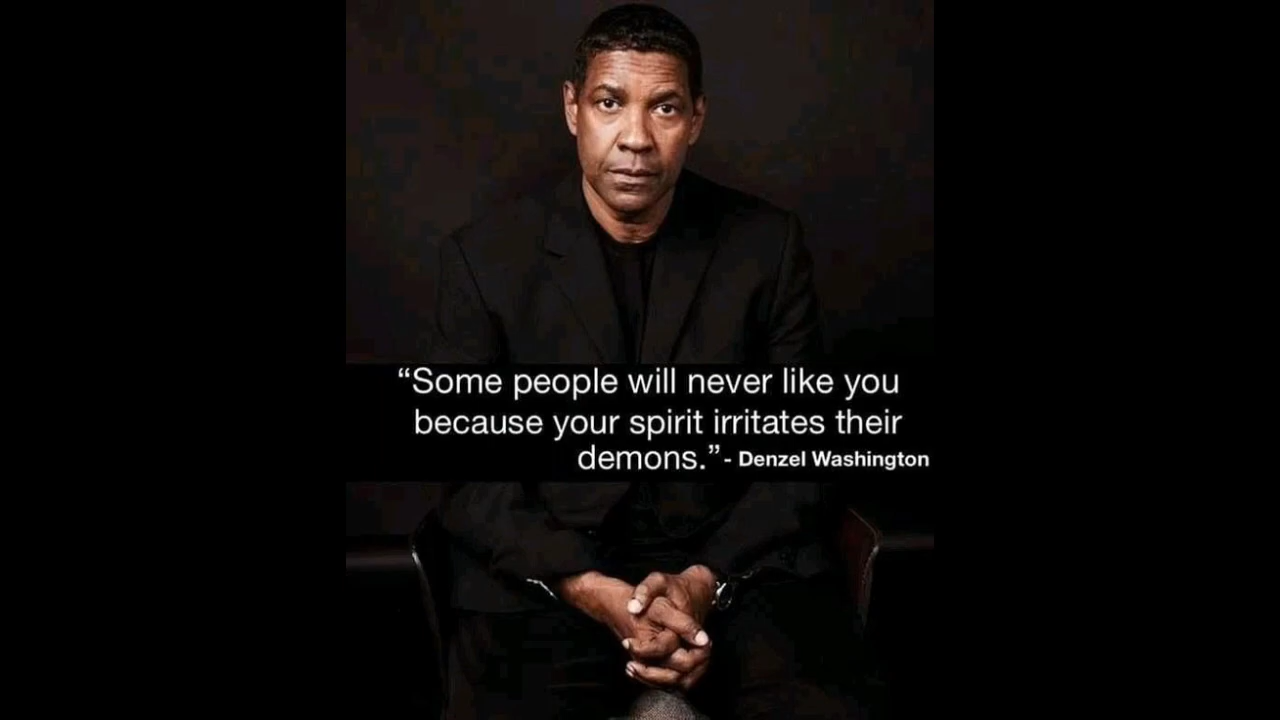 “Some people will never like you
because your spirit irritates their
demons.”- Denzel Washington